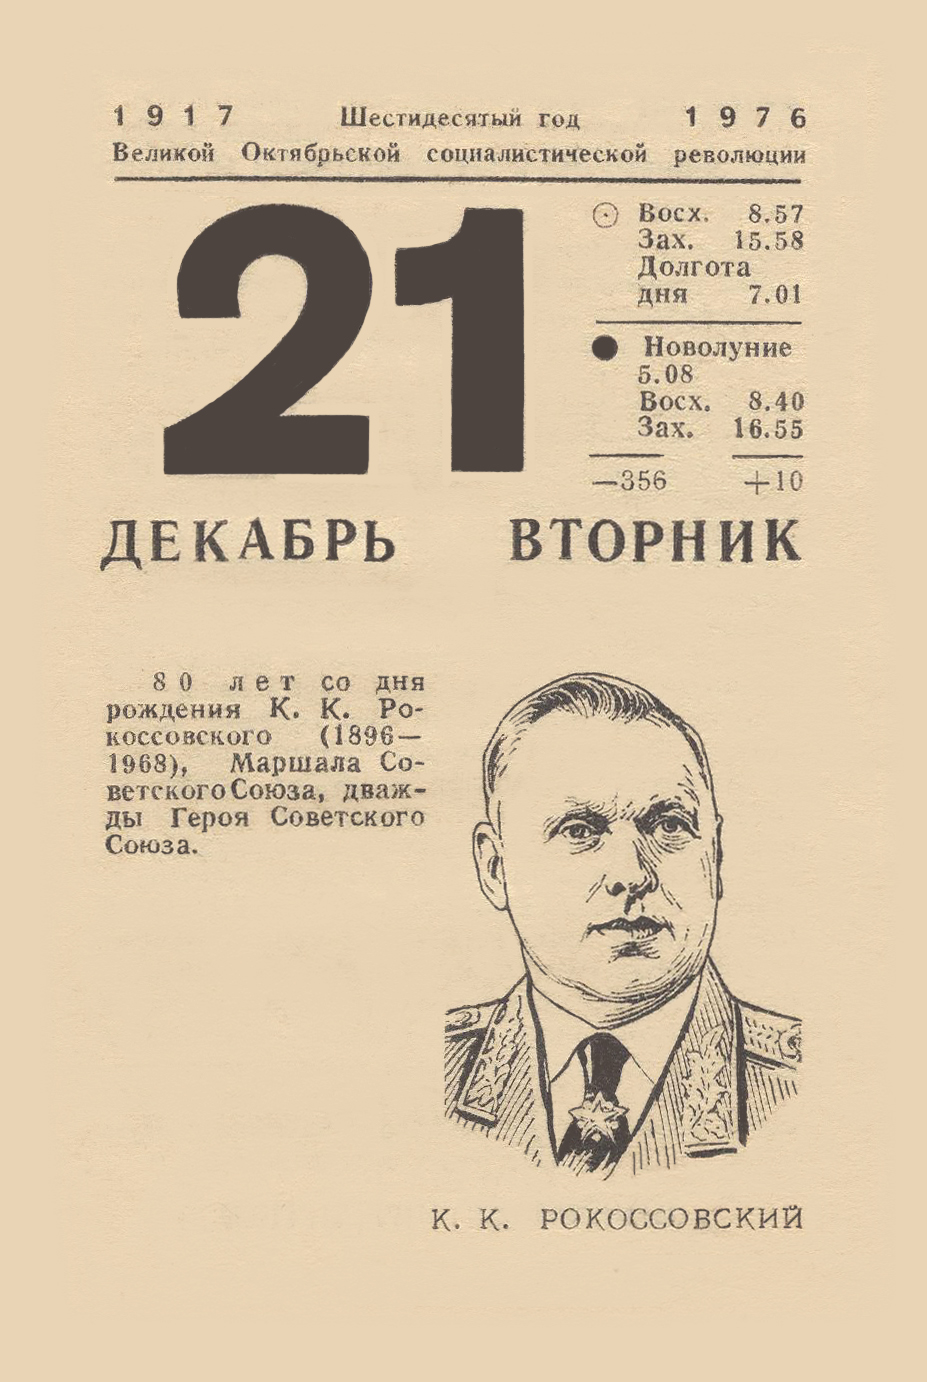 1917 Шестидесятый год 1976
Великой Октябрьской социалистической революции
21
Восх. 8.57
Зах. 15.58
Долгота
дня 7.01
Новолуние
5.08
Восх. 8.40
Зах. 16.55
—356 +10
ДЕКАБРЬ ВТОРНИК
80 лет со дня
рождения К. К. Ро-
коссовского (1896—
1968), Маршала Со-
ветского Союза, дваж-
ды Героя Советского
Союза.
К. К. РОКОССОВСКИЙ